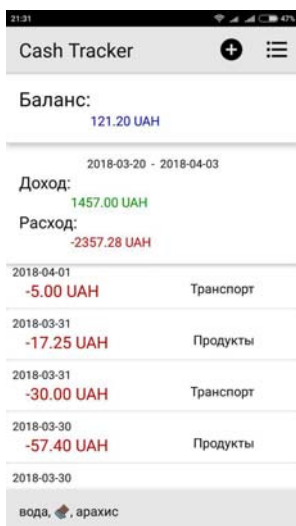 21:31 47%
Cash Tracker
Баланс:
121.20 UAH
2018-03-20 - 2018-04-03
Доход:
1457.00 UAH
Расход:
-2357.28 UAH
2018-04-01
-5.00 UAH Транспорт
2018-03-31
-17.25 UAH Продукты
2018-03-31
-30.00 UAH Транспорт
2018-03-30
-57.40 UAH Продукты
2018-03-30
вода, , арахис